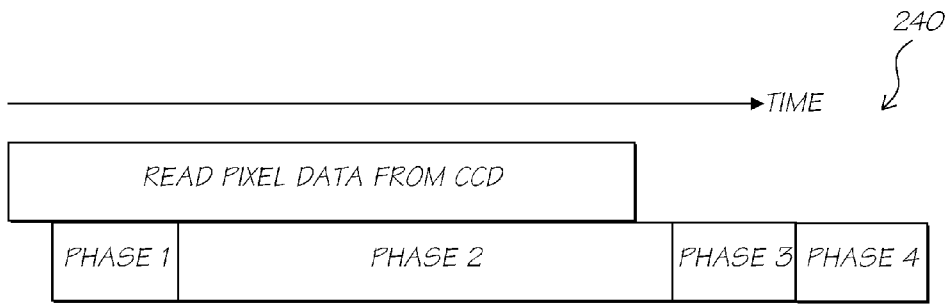 240
TIME
READ PIXEL DATA FROM CCD
PHASE 1 PHASE 2 PHASE 3 PHASE 4